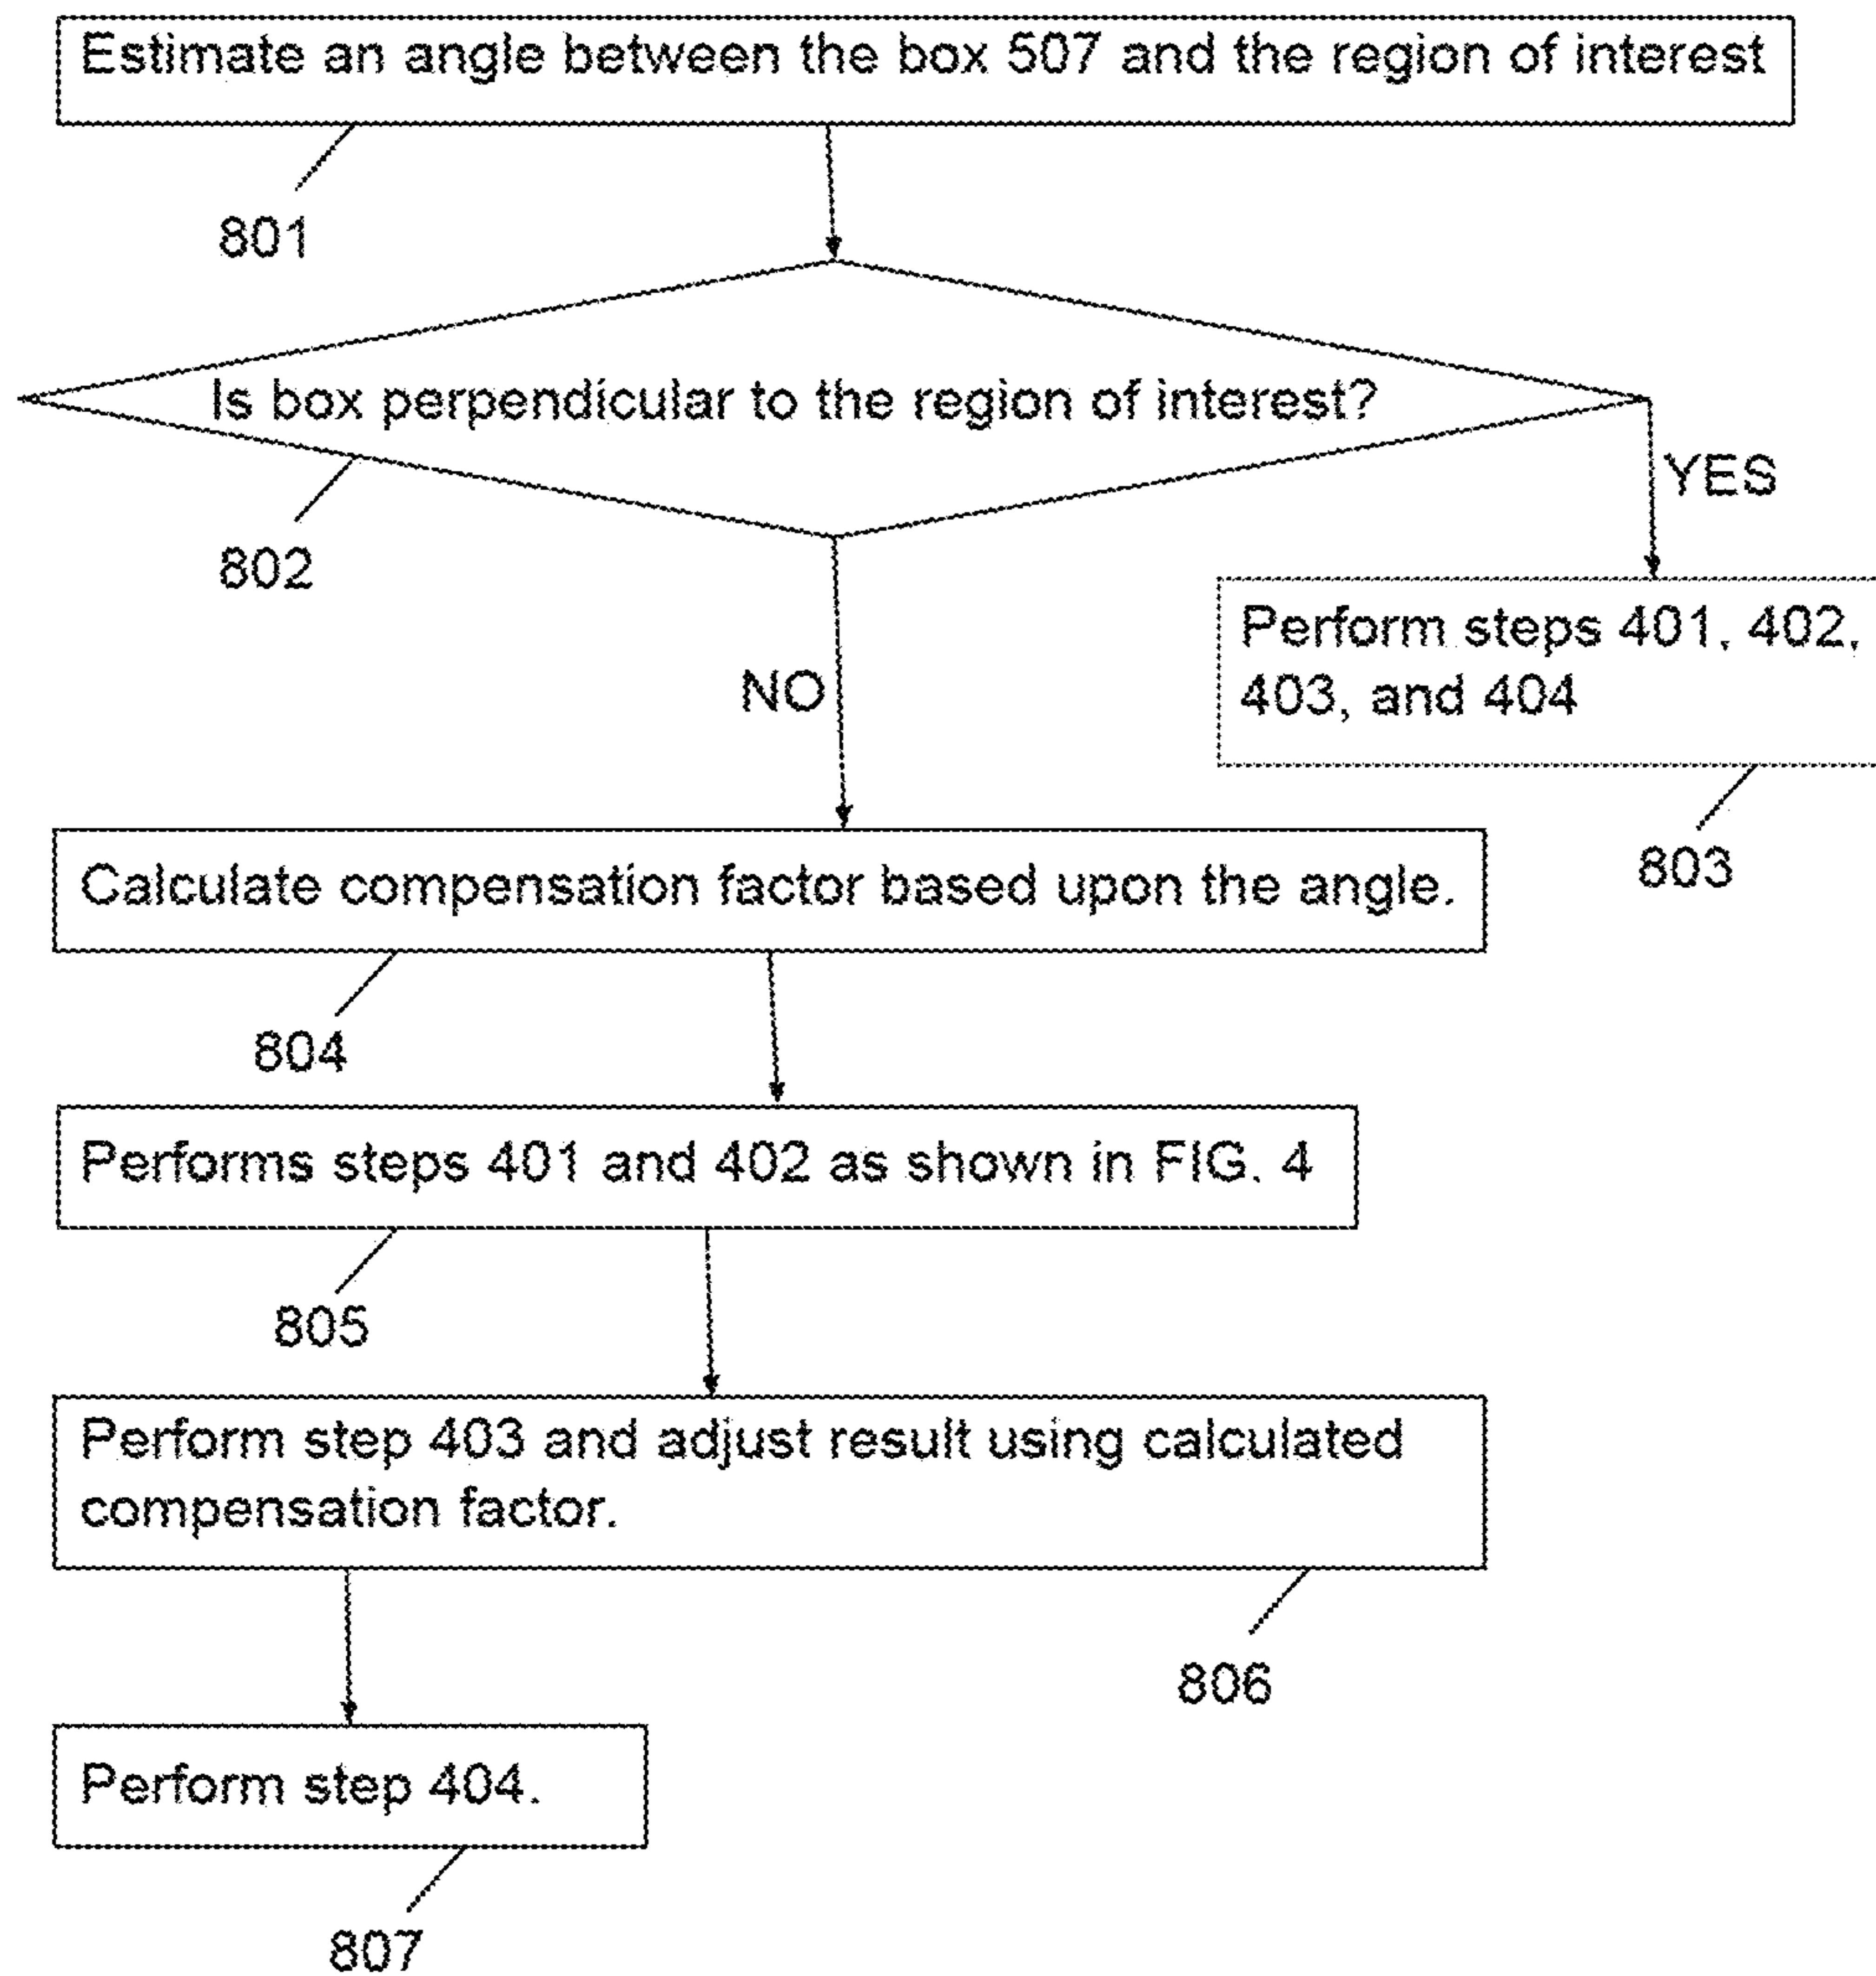 Estimate an angle between the box 507 and the region of interest
801
Is box perpendicular to the region of interest?
802
YES
Perform steps 401, 402,
403, and 404
803
NO
Calculate compensation factor based upon the angle.
804
Performs steps 401 and 402 as shown in FIG. 4
805
Perform step 403 and adjust result using calculated
compensation factor.
806
Perform step 404.
807